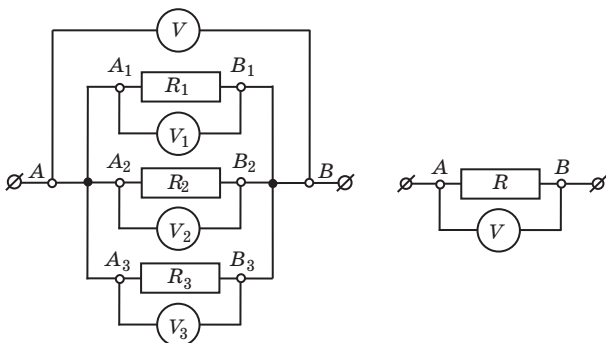 V
A₁ R₁ B₁
V₁
A A₂ R₂ B₂ B
V₂
A₃ R₃ B₃
V₃
A R B
V